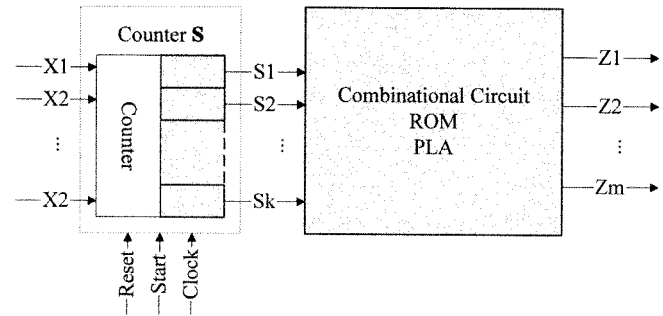 Counter S
X1
X2
...
X2
Counter
S1
S2
...
Sk
Combinational Circuit
ROM
PLA
Z1
Z2
...
Zm
Reset
Start
Clock